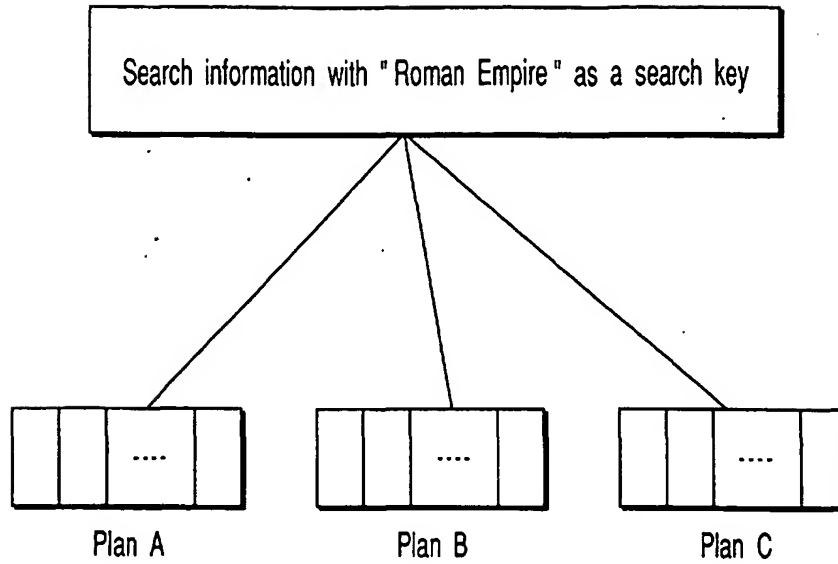 Search information with "Roman Empire" as a search key
.... .... ....
Plan A Plan B Plan C